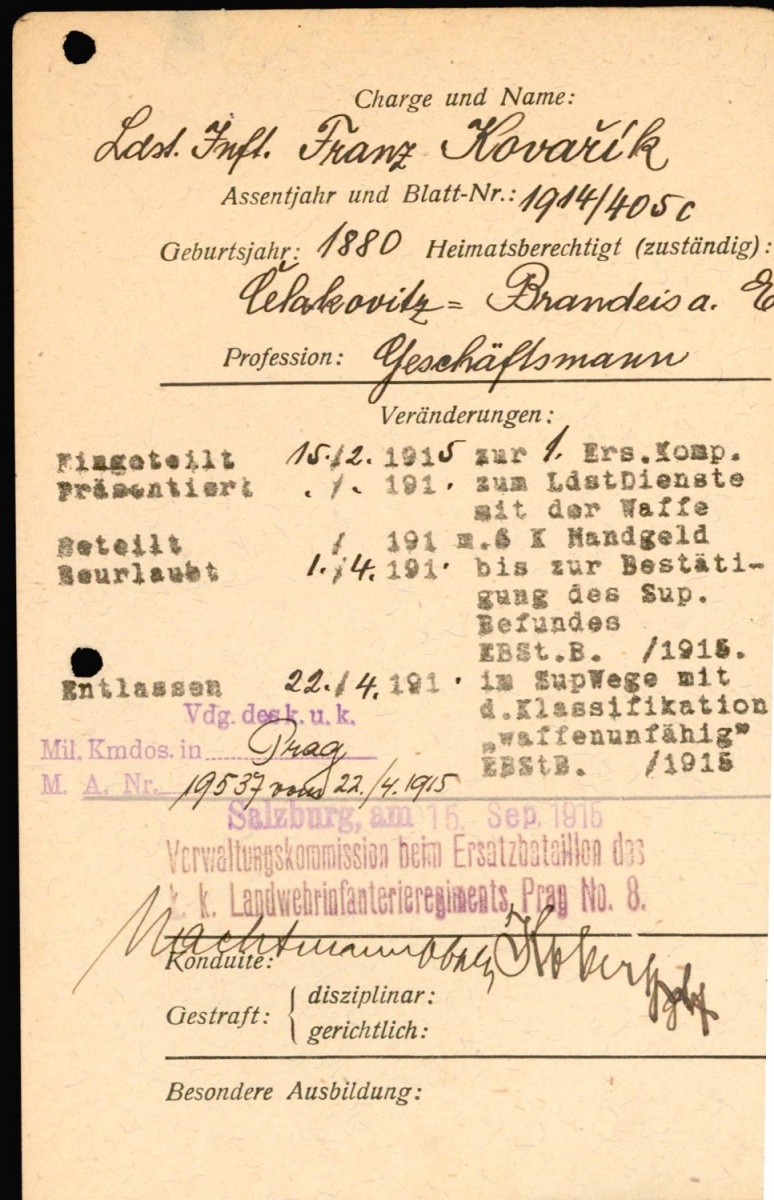 Charge und Name:
Ldst. Inft. Franz Kovařík
Assentjahr und Blatt-Nr.: 1914/405c
Geburtsjahr: 1880 Heimatsberechtigt (zuständig):
Čelakovitz = Brandeis a. E
Profession: Geschäftsmann
Veränderungen:
Eingeteilt 15./2. 1915 zur 1. Ers.Komp.
Präsentiert ./. 191. zum LdstDienste
mit der Waffe
Beteilt / 191 m.6 K Handgeld
Beurlaubt 1./4. 191. bis zur Bestäti-
gung des Sup.
Befundes
EBSt.B. /1915.
Entlassen 22./4. 191. im SupWege mit
d.Klassifikation
„waffenunfähig"
EBStB. /1915
Vdg. des k. u. k.
Mil. Kmdos. in Prag
M. A. Nr. 19537 vom 22./4. 1915
Salzburg, am 15. Sep. 1915
Verwaltungskommission beim Ersatzbataillon des
k. k. Landwehrinfanterieregiments Prag No. 8.
Konduite:
Gestraft: { disziplinar:
gerichtlich:
Besondere Ausbildung: